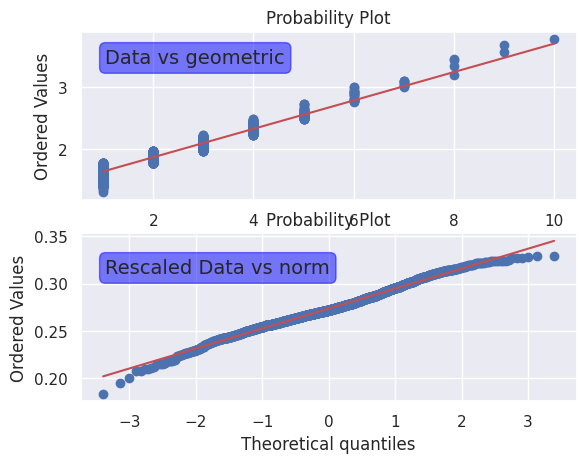 Probability Plot
Data vs geometric
Ordered Values
3
2
2
4
6
8
10
Probability Plot
Rescaled Data vs norm
Ordered Values
0.35
0.30
0.25
0.20
−3
−2
−1
0
1
2
3
Theoretical quantiles